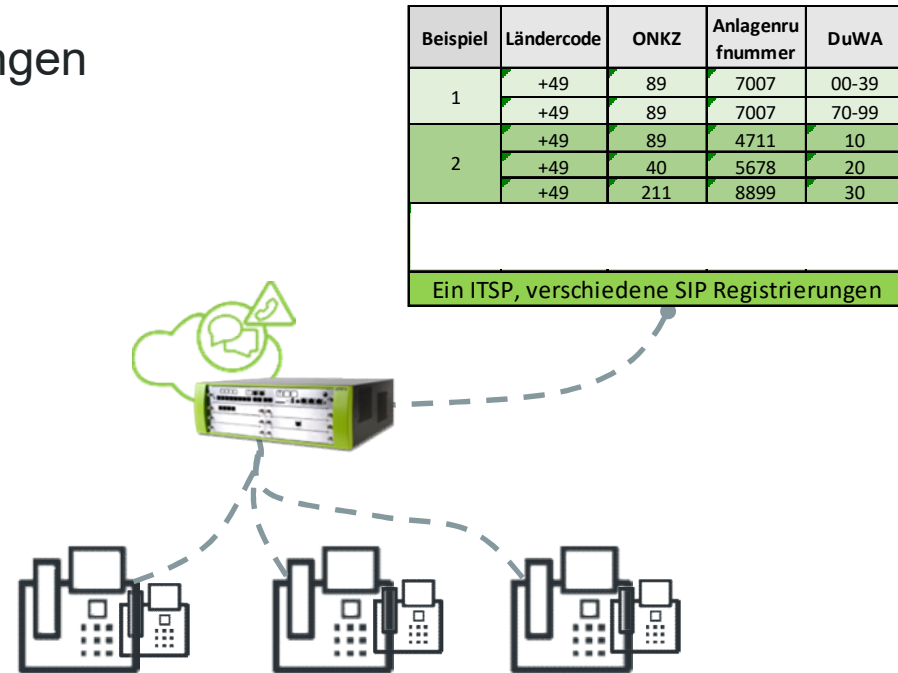 ngen
Beispiel Ländercode ONKZ Anlagenru DuWA
fnummer
1 +49 89 7007 00-39
+49 89 7007 70-99
2 +49 89 4711 10
+49 40 5678 20
+49 211 8899 30
Ein ITSP, verschiedene SIP Registrierungen